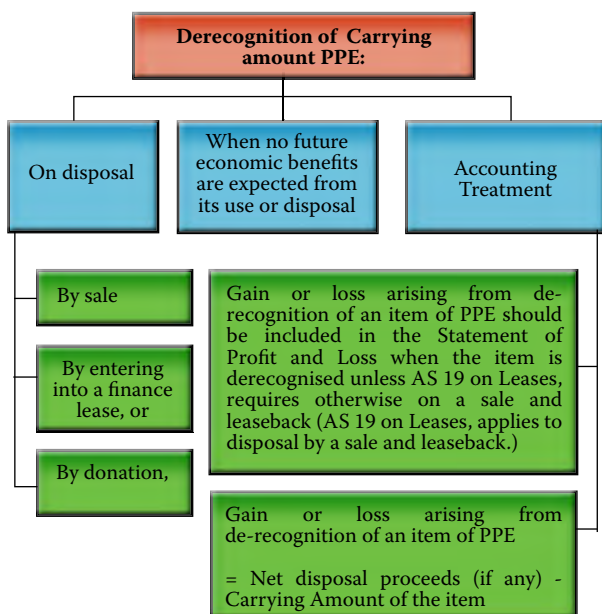 Derecognition of Carrying
amount PPE:
On disposal
When no future
economic benefits
are expected from
its use or disposal
Accounting
Treatment
By sale
By entering
into a finance
lease, or
By donation,
Gain or loss arising from de-
recognition of an item of PPE should
be included in the Statement of
Profit and Loss when the item is
derecognised unless AS 19 on Leases,
requires otherwise on a sale and
leaseback (AS 19 on Leases, applies to
disposal by a sale and leaseback.)
Gain or loss arising from
de-recognition of an item of PPE
= Net disposal proceeds (if any) -
Carrying Amount of the item